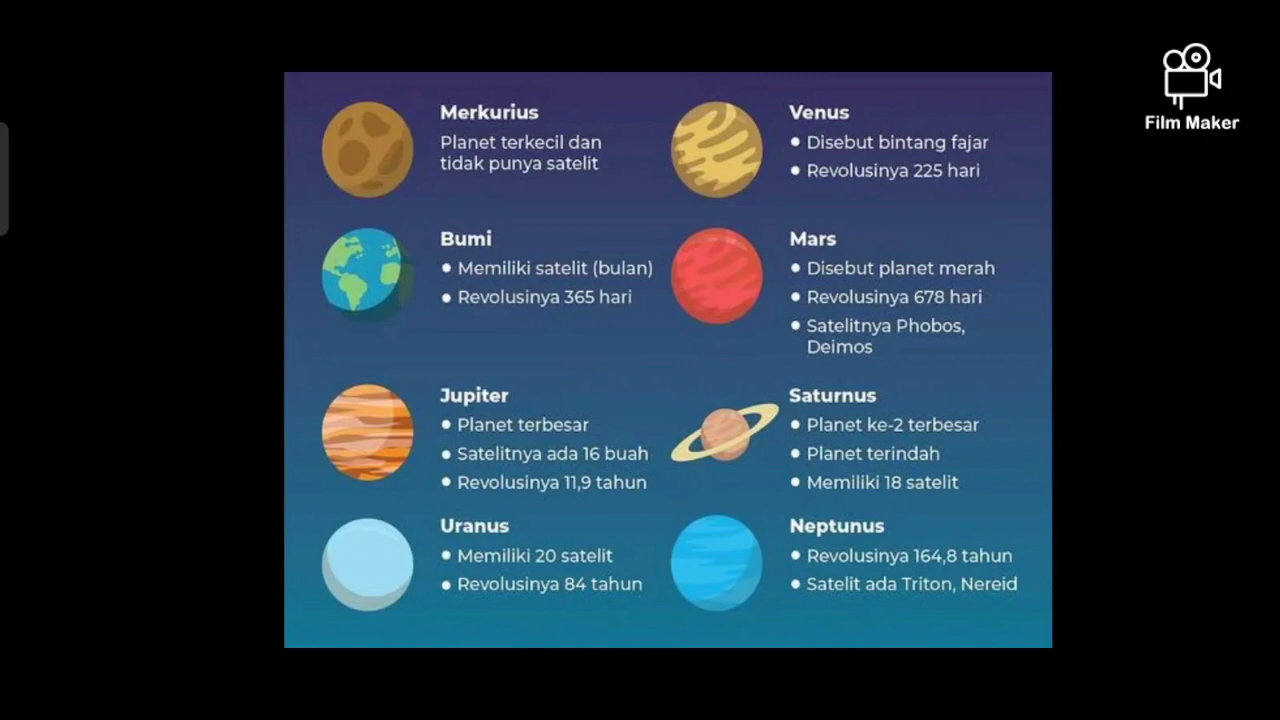 Film Maker
Merkurius
Planet terkecil dan
tidak punya satelit
Venus
• Disebut bintang fajar
• Revolusinya 225 hari
Bumi
• Memiliki satelit (bulan)
• Revolusinya 365 hari
Mars
• Disebut planet merah
• Revolusinya 678 hari
• Satelitnya Phobos,
Deimos
Jupiter
• Planet terbesar
• Satelitnya ada 16 buah
• Revolusinya 11,9 tahun
Saturnus
• Planet ke-2 terbesar
• Planet terindah
• Memiliki 18 satelit
Uranus
• Memiliki 20 satelit
• Revolusinya 84 tahun
Neptunus
• Revolusinya 164,8 tahun
• Satelit ada Triton, Nereid